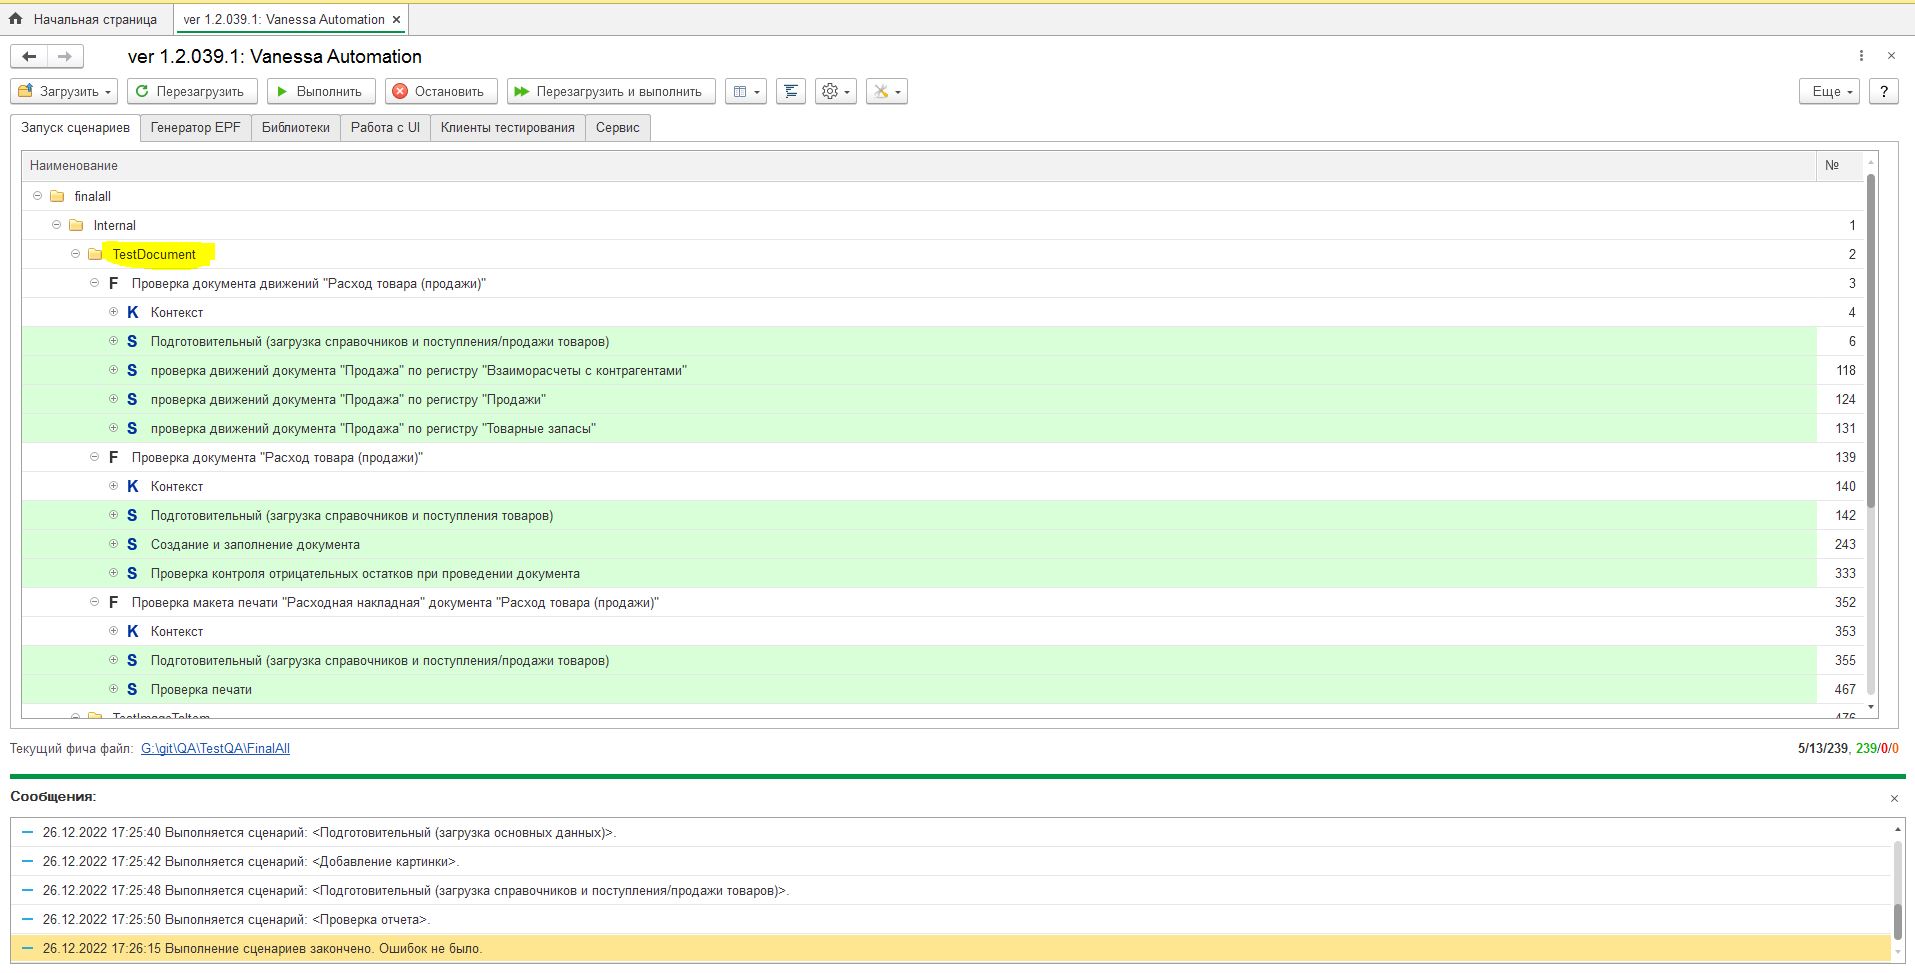 Начальная страница
ver 1.2.039.1: Vanessa Automation ×
ver 1.2.039.1: Vanessa Automation
Загрузить
Перезагрузить
Выполнить
Остановить
Перезагрузить и выполнить
Еще
?
Запуск сценариев
Генератор EPF
Библиотеки
Работа с UI
Клиенты тестирования
Сервис
Наименование №
finalall
Internal 1
TestDocument 2
F Проверка документа движений "Расход товара (продажи)" 3
K Контекст 4
S Подготовительный (загрузка справочников и поступления/продажи товаров) 6
S проверка движений документа "Продажа" по регистру "Взаиморасчеты с контрагентами" 118
S проверка движений документа "Продажа" по регистру "Продажи" 124
S проверка движений документа "Продажа" по регистру "Товарные запасы" 131
F Проверка документа "Расход товара (продажи)" 139
K Контекст 140
S Подготовительный (загрузка справочников и поступления товаров) 142
S Создание и заполнение документа 243
S Проверка контроля отрицательных остатков при проведении документа 333
F Проверка макета печати "Расходная накладная" документа "Расход товара (продажи)" 352
K Контекст 353
S Подготовительный (загрузка справочников и поступления/продажи товаров) 355
S Проверка печати 467
TestImageToItem 476
Текущий фича файл: G:\git\QA\TestQA\FinalAll 5/13/239, 239/0/0
Сообщения:
26.12.2022 17:25:40 Выполняется сценарий: <Подготовительный (загрузка основных данных)>.
26.12.2022 17:25:42 Выполняется сценарий: <Добавление картинки>.
26.12.2022 17:25:48 Выполняется сценарий: <Подготовительный (загрузка справочников и поступления/продажи товаров)>.
26.12.2022 17:25:50 Выполняется сценарий: <Проверка отчета>.
26.12.2022 17:26:15 Выполнение сценариев закончено. Ошибок не было.